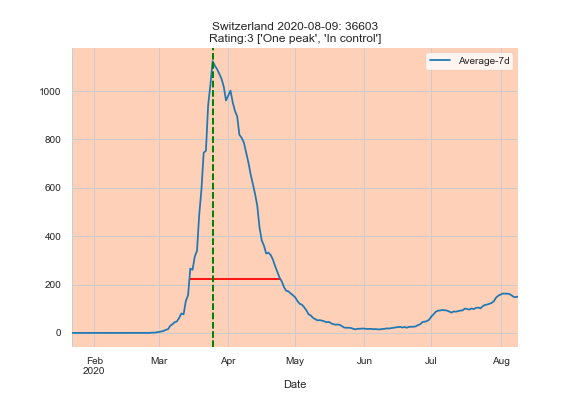 Switzerland 2020-08-09: 36603
Rating:3 ['One peak', 'In control']
Average-7d
1000
800
600
400
200
0
Feb Mar Apr May Jun Jul Aug
2020
Date